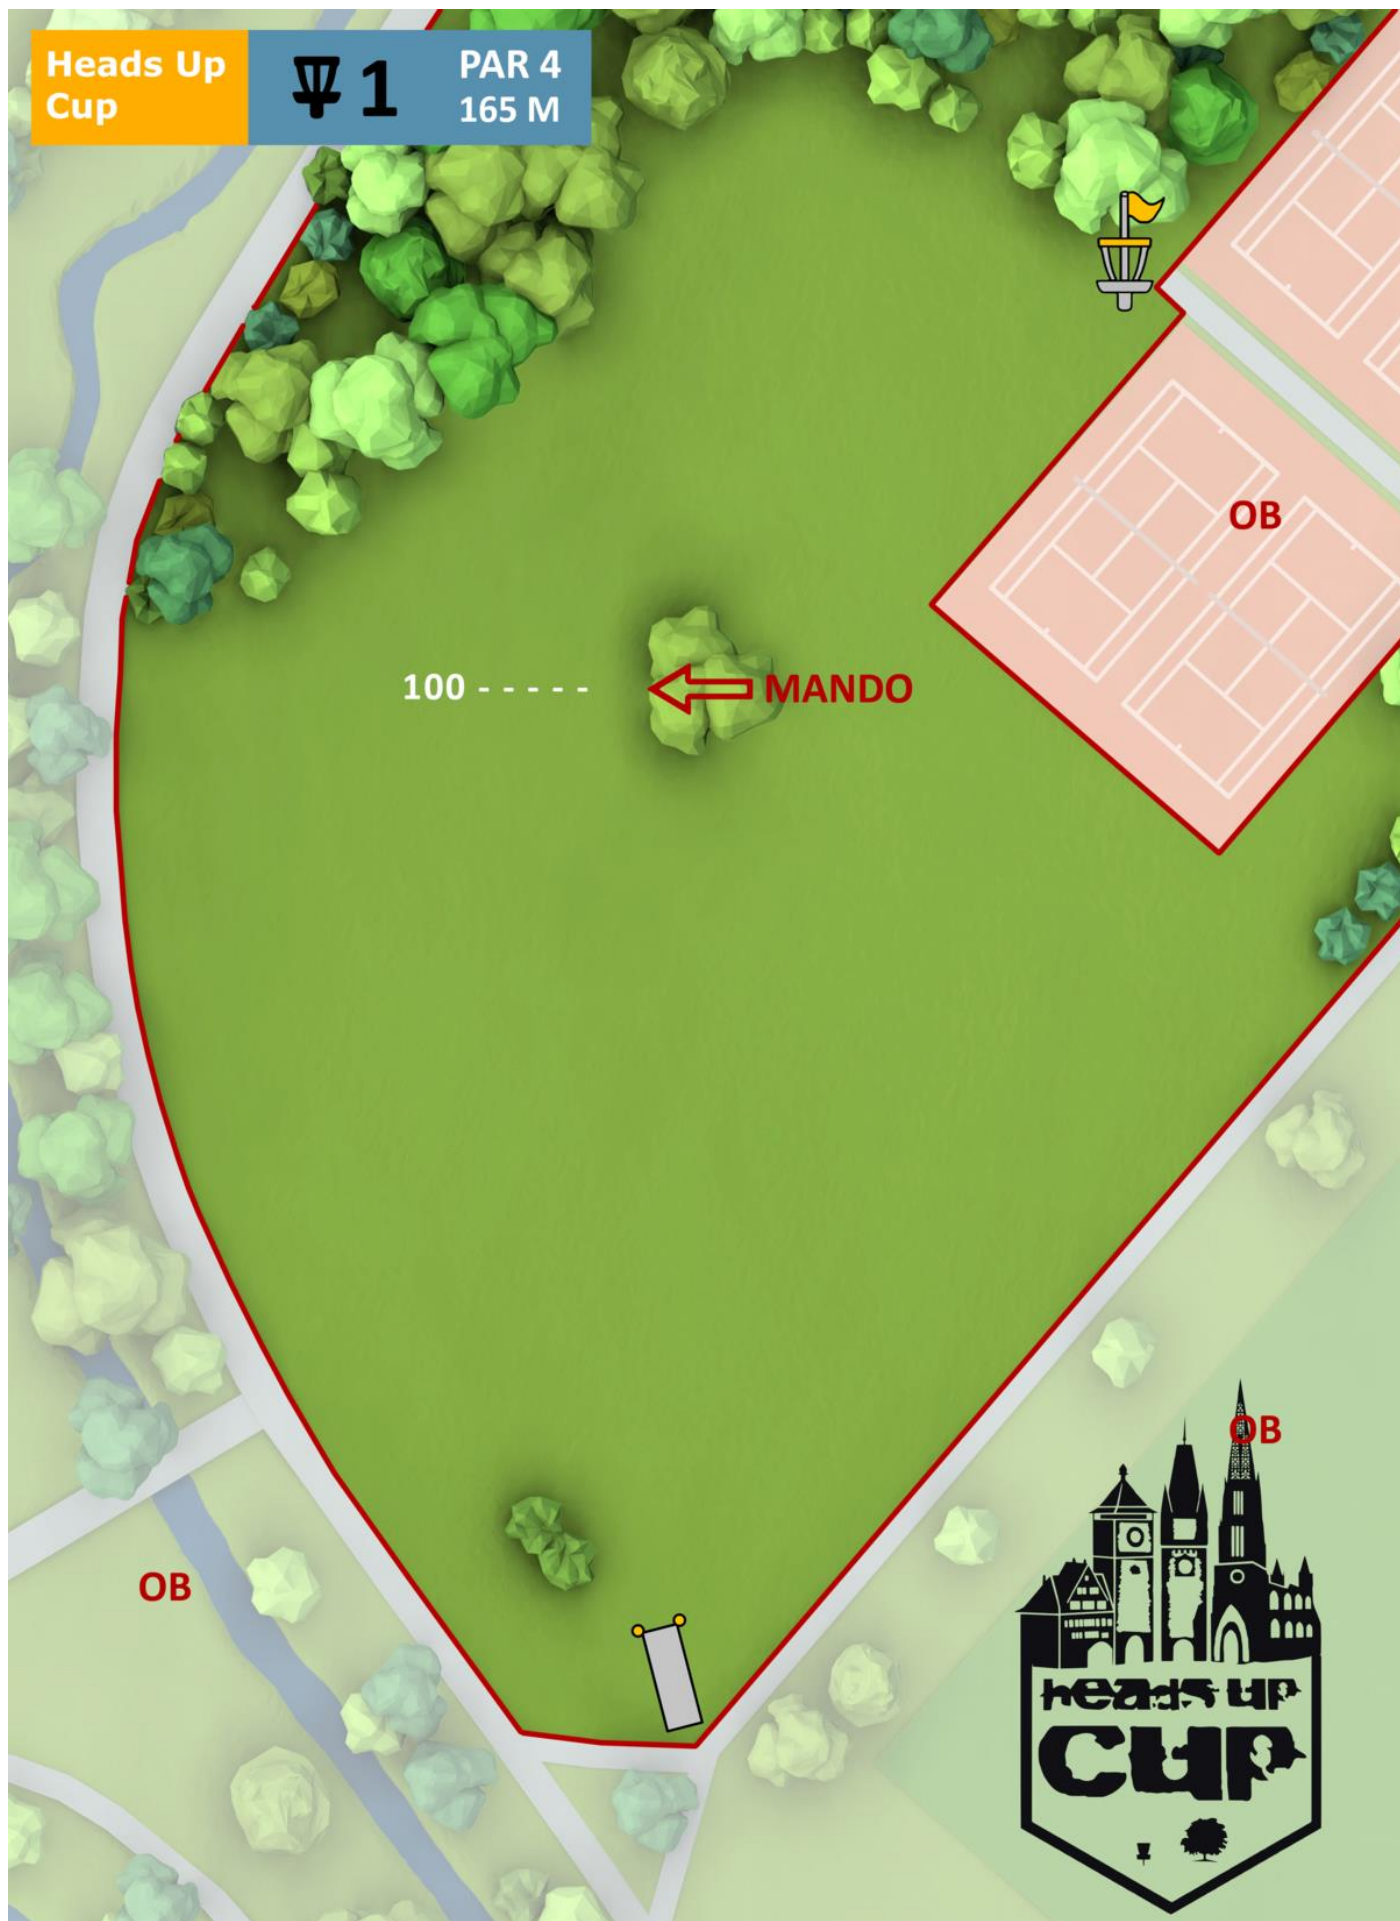 Heads Up
Cup
1
PAR 4
165 M
OB
100 - - - - -
MANDO
OB
OB
heads up
cup